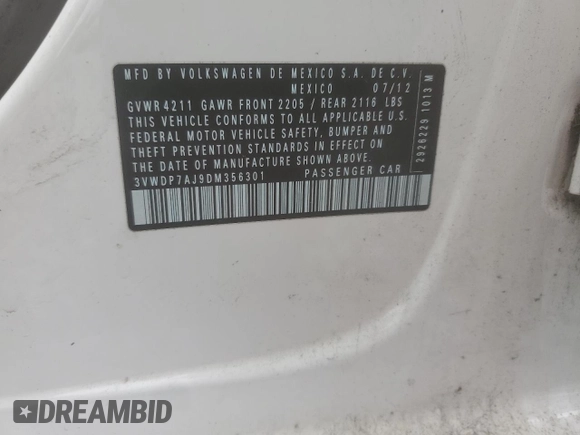 MFD BY VOLKSWAGEN DE MEXICO S.A. DE C.V.
MEXICO 07/12
GVWR 4211 GAWR FRONT 2205 / REAR 2116 LBS
THIS VEHICLE CONFORMS TO ALL APPLICABLE U.S.
FEDERAL MOTOR VEHICLE SAFETY, BUMPER AND
THEFT PREVENTION STANDARDS IN EFFECT ON
THE DATE OF MANUFACTURE SHOWN ABOVE.
3VWDP7AJ9DM356301 PASSENGER CAR
2926229 1013 M
DREAMBID